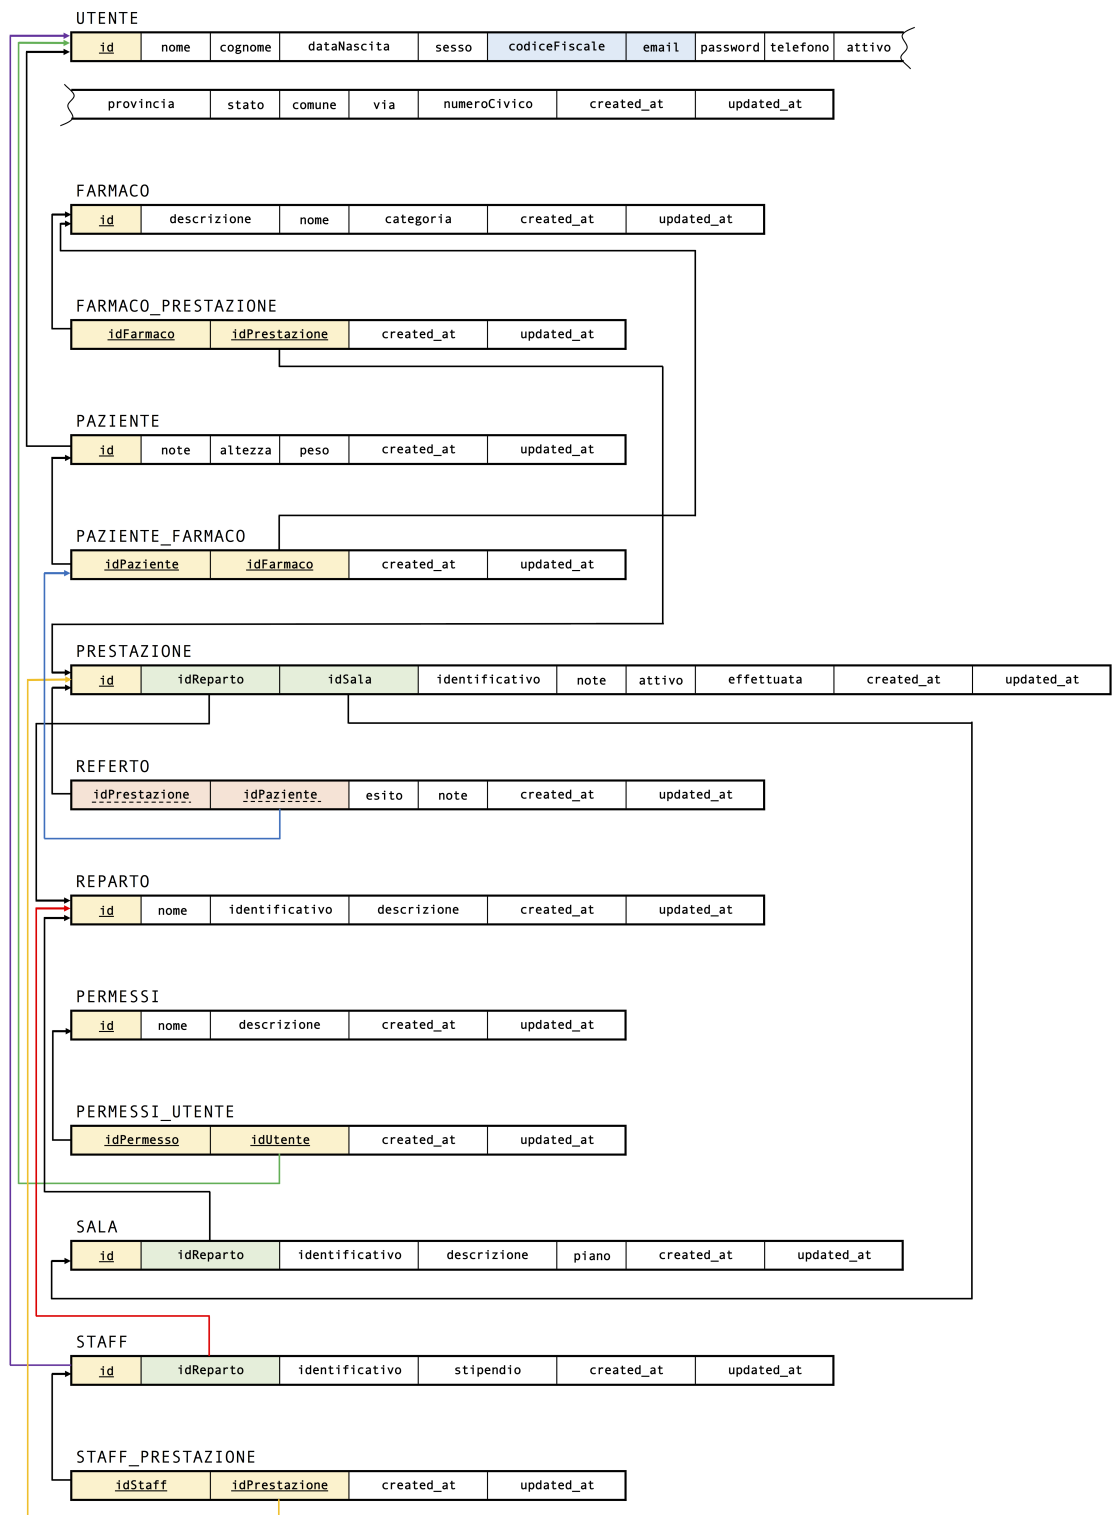 UTENTE
id nome cognome dataNascita sesso codiceFiscale email password telefono attivo
provincia stato comune via numeroCivico created_at updated_at
FARMACO
id descrizione nome categoria created_at updated_at
FARMACO_PRESTAZIONE
idFarmaco idPrestazione created_at updated_at
PAZIENTE
id note altezza peso created_at updated_at
PAZIENTE_FARMACO
idPaziente idFarmaco created_at updated_at
PRESTAZIONE
id idReparto idSala identificativo note attivo effettuata created_at updated_at
REFERTO
idPrestazione idPaziente esito note created_at updated_at
REPARTO
id nome identificativo descrizione created_at updated_at
PERMESSI
id nome descrizione created_at updated_at
PERMESSI_UTENTE
idPermesso idUtente created_at updated_at
SALA
id idReparto identificativo descrizione piano created_at updated_at
STAFF
id idReparto identificativo stipendio created_at updated_at
STAFF_PRESTAZIONE
idStaff idPrestazione created_at updated_at